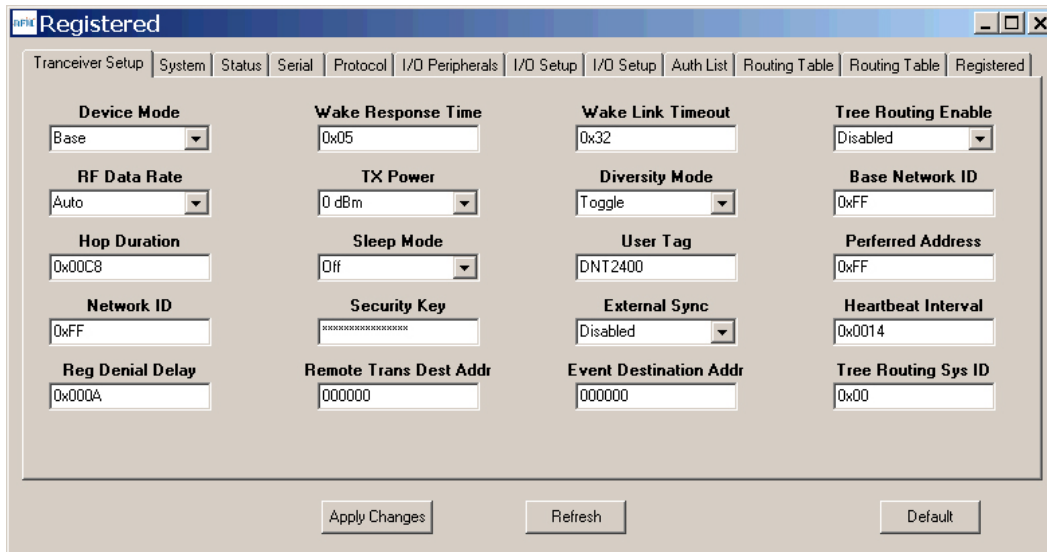 RFM Registered
Tranceiver Setup System Status Serial Protocol I/O Peripherals I/O Setup I/O Setup Auth List Routing Table Routing Table Registered
Device Mode Wake Response Time Wake Link Timeout Tree Routing Enable
Base 0x05 0x32 Disabled
RF Data Rate TX Power Diversity Mode Base Network ID
Auto 0 dBm Toggle 0xFF
Hop Duration Sleep Mode User Tag Perferred Address
0x00C8 Off DNT2400 0xFF
Network ID Security Key External Sync Heartbeat Interval
0xFF **************** Disabled 0x0014
Reg Denial Delay Remote Trans Dest Addr Event Destination Addr Tree Routing Sys ID
0x000A 000000 000000 0x00
Apply Changes Refresh Default